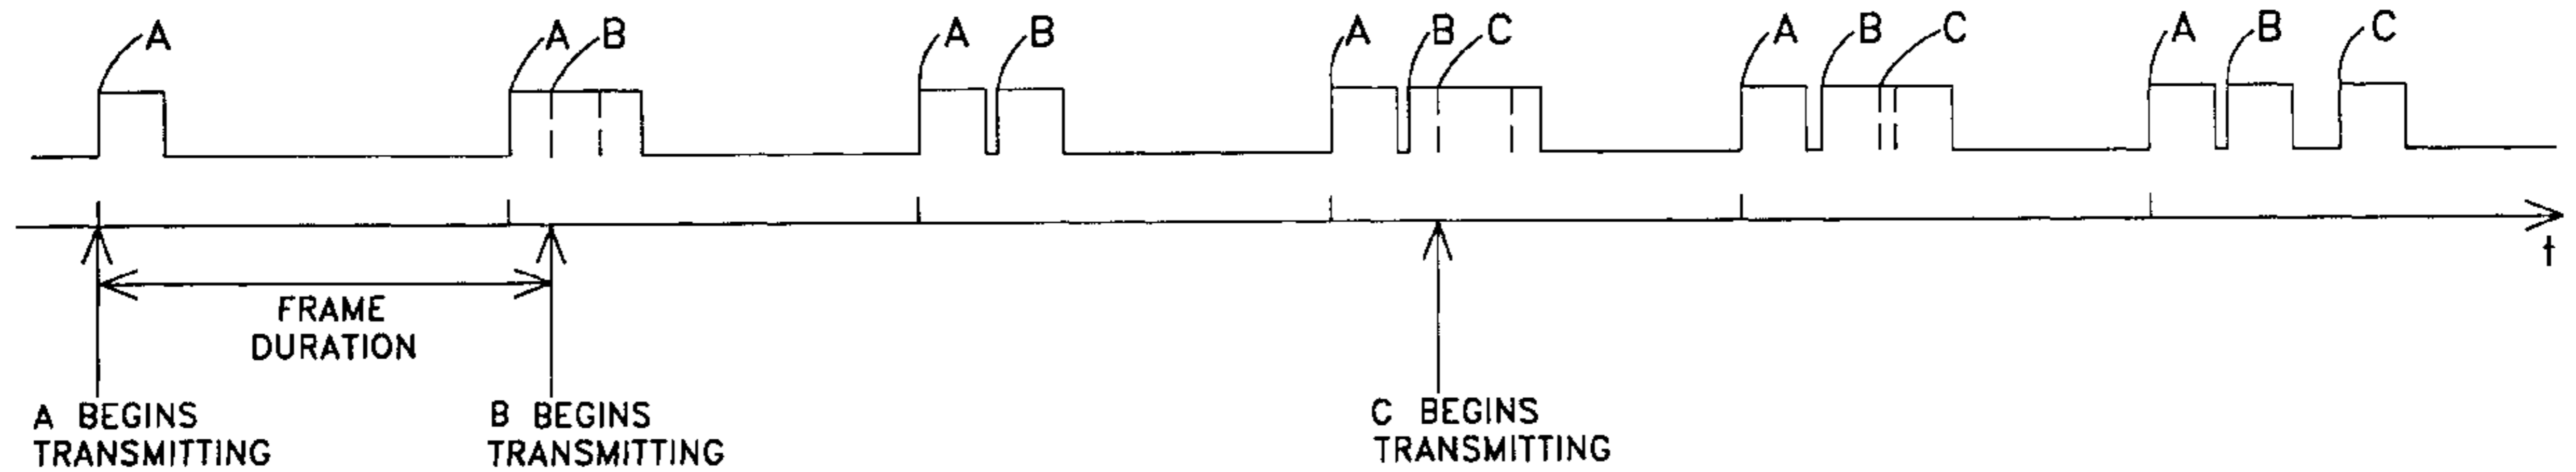 A A B A B A B C A B C A B C
t
FRAME
DURATION
A BEGINS
TRANSMITTING
B BEGINS
TRANSMITTING
C BEGINS
TRANSMITTING